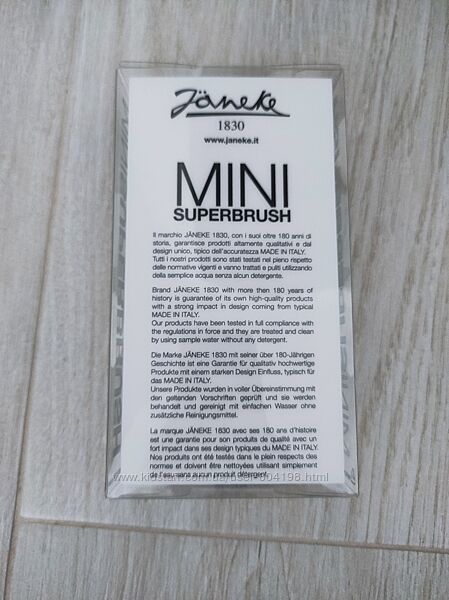 Jäneke
1830
www.janeke.it
MINI
SUPERBRUSH
Il marchio JÄNEKE 1830, con i suoi oltre 180 anni di
storia, garantisce prodotti altamente qualitativi e dal
design unico, tipico dell'accuratezza MADE IN ITALY.
Tutti i nostri prodotti sono stati testati nel pieno rispetto
delle normative vigenti e vanno trattati e puliti utilizzando
della semplice acqua senza alcun detergente.
Brand JÄNEKE 1830 with more then 180 years of
history is guarantee of its own high-quality products
with a strong impact in design coming from typical
MADE IN ITALY.
Our products have been tested in full compliance with
the regulations in force and they are treated and clean
by using sample water without any detergent.
Die Marke JÄNEKE 1830 mit seiner über 180-Jährigen
Geschichte ist eine Garantie für qualitativ hochwertige
Produkte mit einem starken Design Einfluss, typisch für
das MADE IN ITALY.
Unsere Produkte wurden in voller Übereinstimmung mit
den geltenden Vorschriften geprüft und sie werden
behandelt und gereinigt mit einfachen Wasser ohne
zusätzliche Reinigungsmittel.
La marque JÄNEKE 1830 avec ses 180 ans d'histoire
est une garantie pour son produits de qualité avec un
fort impact dans ses design typiques du MADE IN ITALY.
Nos produits ont été testés dans le plein respects des
normes et doivent être nettoyées utilisant simplement
de l'eau sans aucun produit détergent.